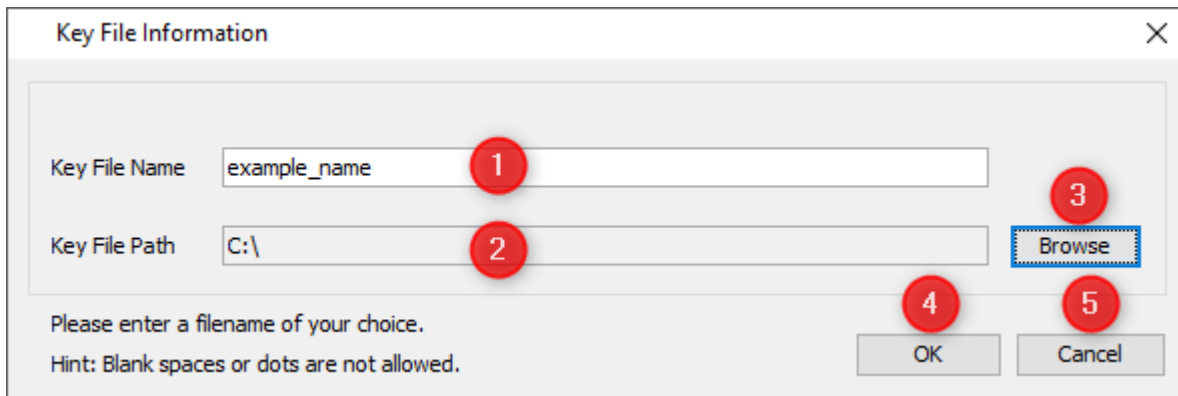 Key File Information
Key File Name example_name 1
3
Key File Path C:\ 2 Browse
4 5
Please enter a filename of your choice.
OK Cancel
Hint: Blank spaces or dots are not allowed.